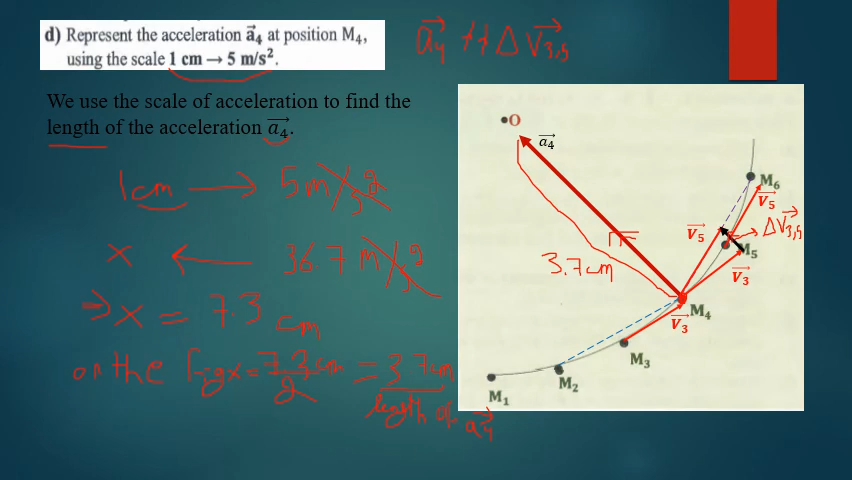 d) Represent the acceleration a⃗₄ at position M₄,
using the scale 1 cm → 5 m/s².
a⃗₄ ↑↑ ΔV⃗₃,₅
We use the scale of acceleration to find the
length of the acceleration a⃗₄.
1cm → 5 m/s²
x ← 36.7 m/s²
⇒ x = 7.3 cm
on the fig x = 7.3 cm / 2 = 3.7cm
length of a⃗₄
O
a⃗₄
M₆
V⃗₅
V⃗₅
ΔV⃗₃,₅
M₅
3.7cm
V⃗₃
M₄
V⃗₃
M₃
M₂
M₁